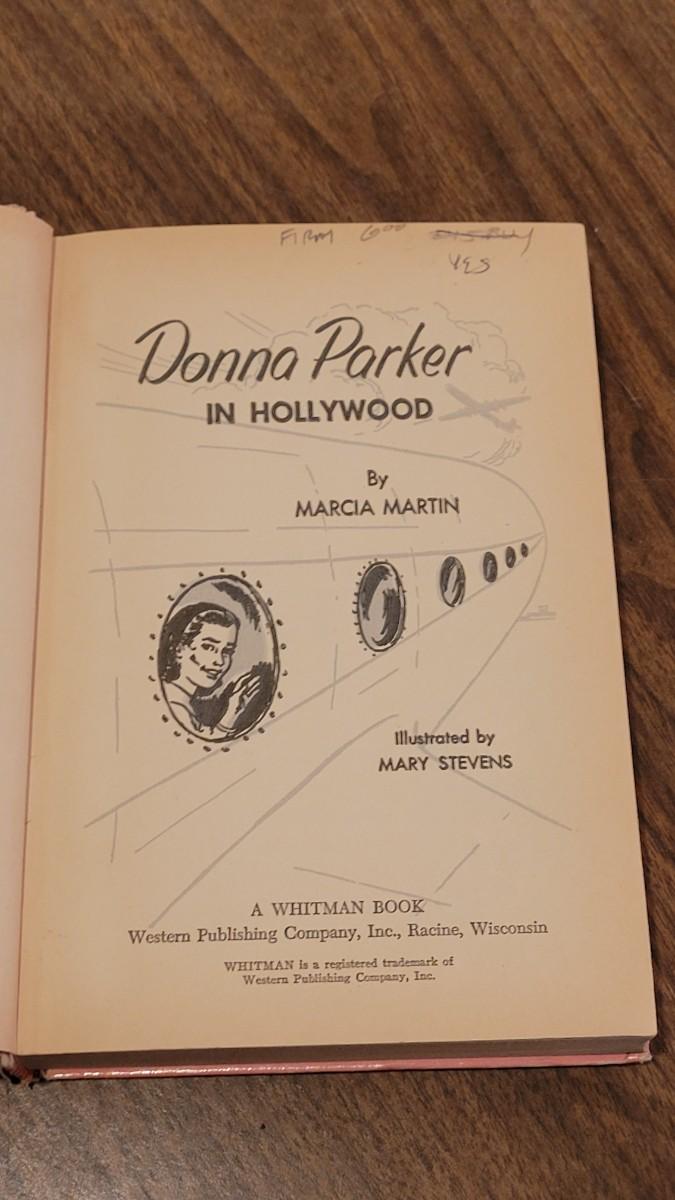 FIRM GOOD
YES
Donna Parker
IN HOLLYWOOD
By
MARCIA MARTIN
Illustrated by
MARY STEVENS
A WHITMAN BOOK
Western Publishing Company, Inc., Racine, Wisconsin
WHITMAN is a registered trademark of
Western Publishing Company, Inc.